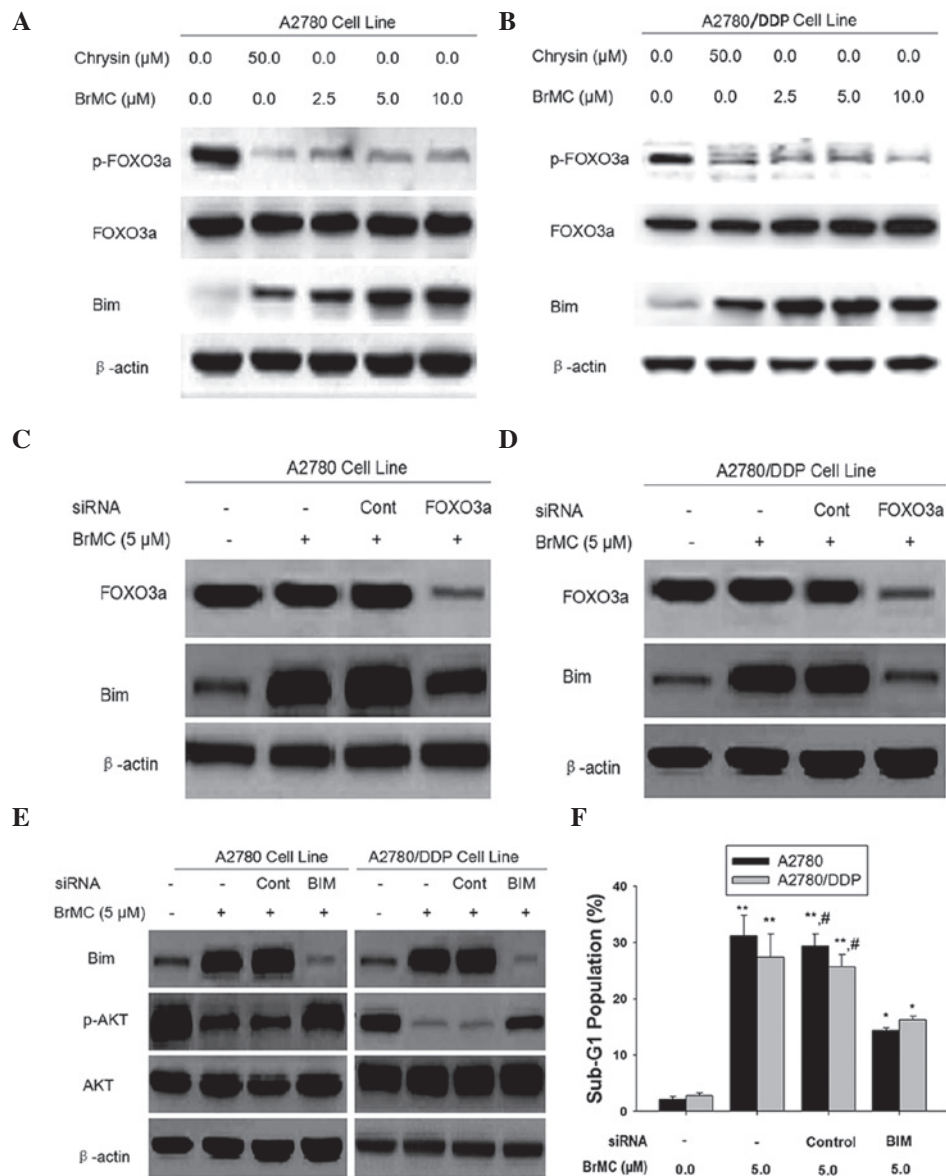 A
A2780 Cell Line
Chrysin (µM) 0.0 50.0 0.0 0.0 0.0
BrMC (µM) 0.0 0.0 2.5 5.0 10.0
p-FOXO3a
FOXO3a
Bim
β-actin
B
A2780/DDP Cell Line
Chrysin (µM) 0.0 50.0 0.0 0.0 0.0
BrMC (µM) 0.0 0.0 2.5 5.0 10.0
p-FOXO3a
FOXO3a
Bim
β-actin
C
A2780 Cell Line
siRNA - - Cont FOXO3a
BrMC (5 µM) - + + +
FOXO3a
Bim
β-actin
D
A2780/DDP Cell Line
siRNA - - Cont FOXO3a
BrMC (5 µM) - + + +
FOXO3a
Bim
β-actin
E
A2780 Cell Line A2780/DDP Cell Line
siRNA - - Cont BIM - - Cont BIM
BrMC (5 µM) - + + + - + + +
Bim
p-AKT
AKT
β-actin
F
A2780
A2780/DDP
Sub-G1 Population (%)
40
30
20
10
0
** ** **,# **,# * *
siRNA - - Control BIM
BrMC (µM) 0.0 5.0 5.0 5.0